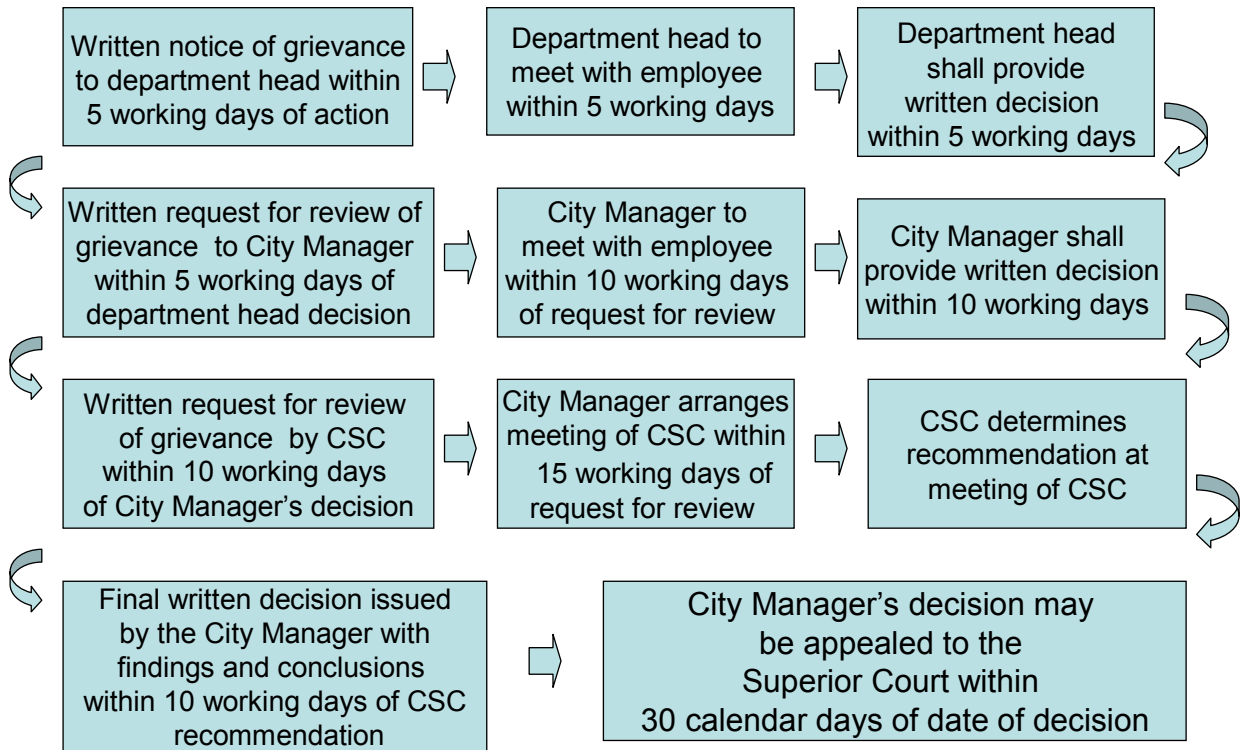 Written notice of grievance
to department head within
5 working days of action
Department head to
meet with employee
within 5 working days
Department head
shall provide
written decision
within 5 working days
Written request for review of
grievance to City Manager
within 5 working days of
department head decision
City Manager to
meet with employee
within 10 working days
of request for review
City Manager shall
provide written decision
within 10 working days
Written request for review
of grievance by CSC
within 10 working days
of City Manager's decision
City Manager arranges
meeting of CSC within
15 working days of
request for review
CSC determines
recommendation at
meeting of CSC
Final written decision issued
by the City Manager with
findings and conclusions
within 10 working days of CSC
recommendation
City Manager's decision may
be appealed to the
Superior Court within
30 calendar days of date of decision